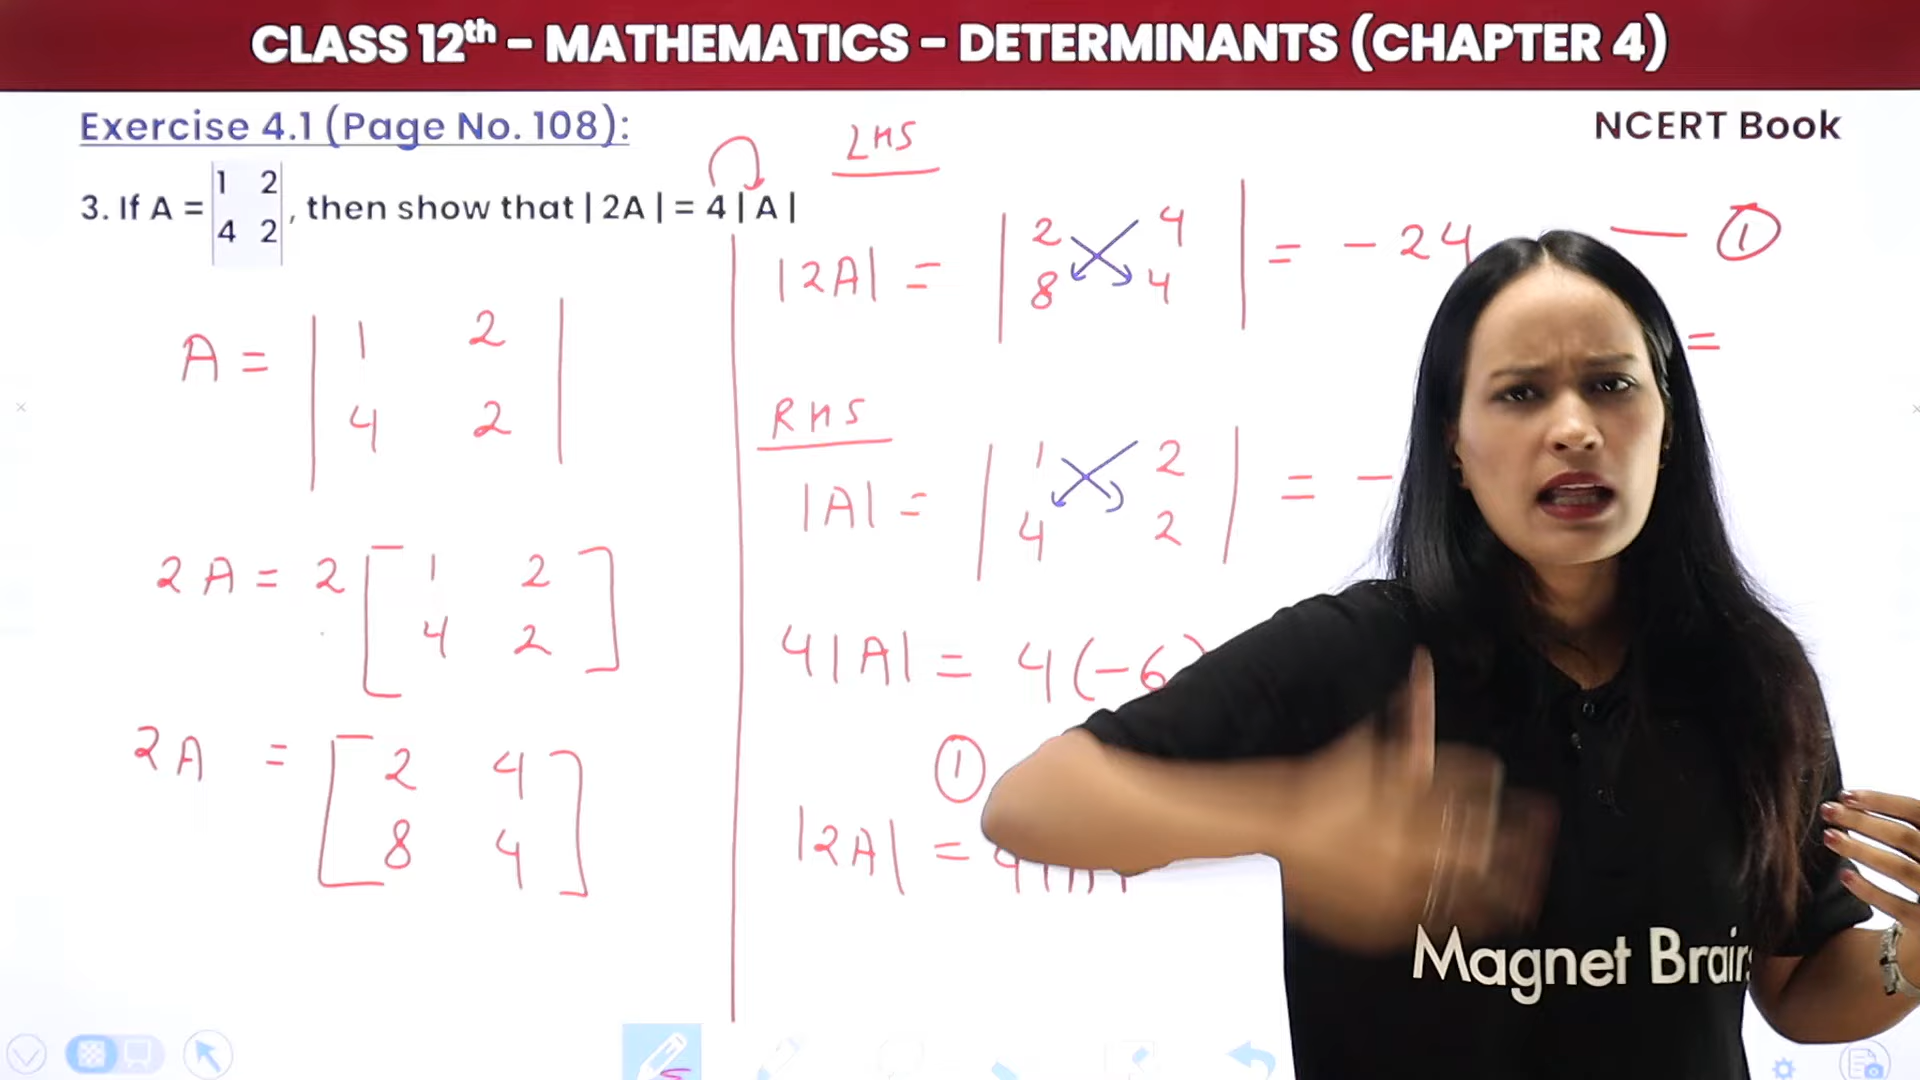 CLASS 12th – MATHEMATICS – DETERMINANTS (CHAPTER 4)
Exercise 4.1 (Page No. 108):
NCERT Book
3. If A = |1 2
4 2|, then show that | 2A | = 4 | A |
A = |1 2
4 2|
2A = 2 [1 2
4 2]
2A = [2 4
8 4]
LHS
|2A| = |2 4
8 4| = -24 — ①
=
RHS
|A| = |1 2
4 2| = -
4|A| = 4(-6)
①
|2A| = 4|A|
Magnet Brains